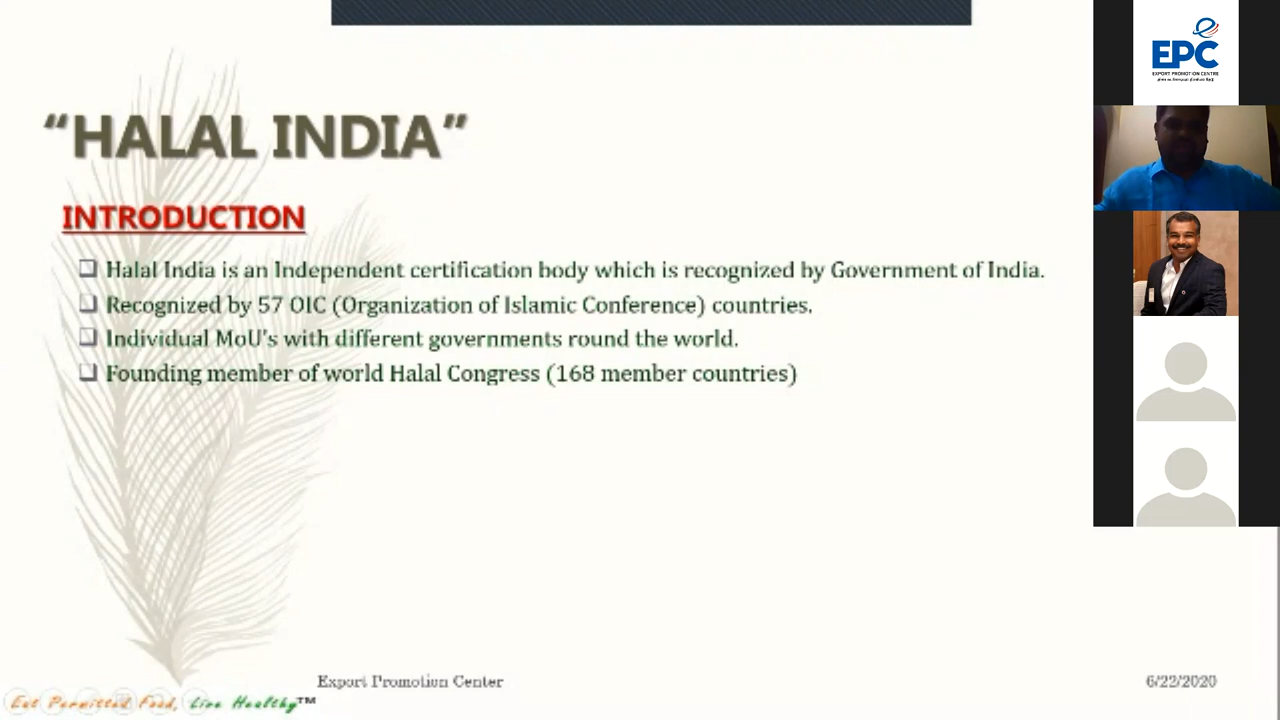 “HALAL INDIA”
INTRODUCTION
Halal India is an Independent certification body which is recognized by Government of India.
Recognized by 57 OIC (Organization of Islamic Conference) countries.
Individual MoU's with different governments round the world.
Founding member of world Halal Congress (168 member countries)
Export Promotion Center
6/22/2020
Eat Permitted Food, Live Healthy™
EPC
EXPORT PROMOTION CENTRE